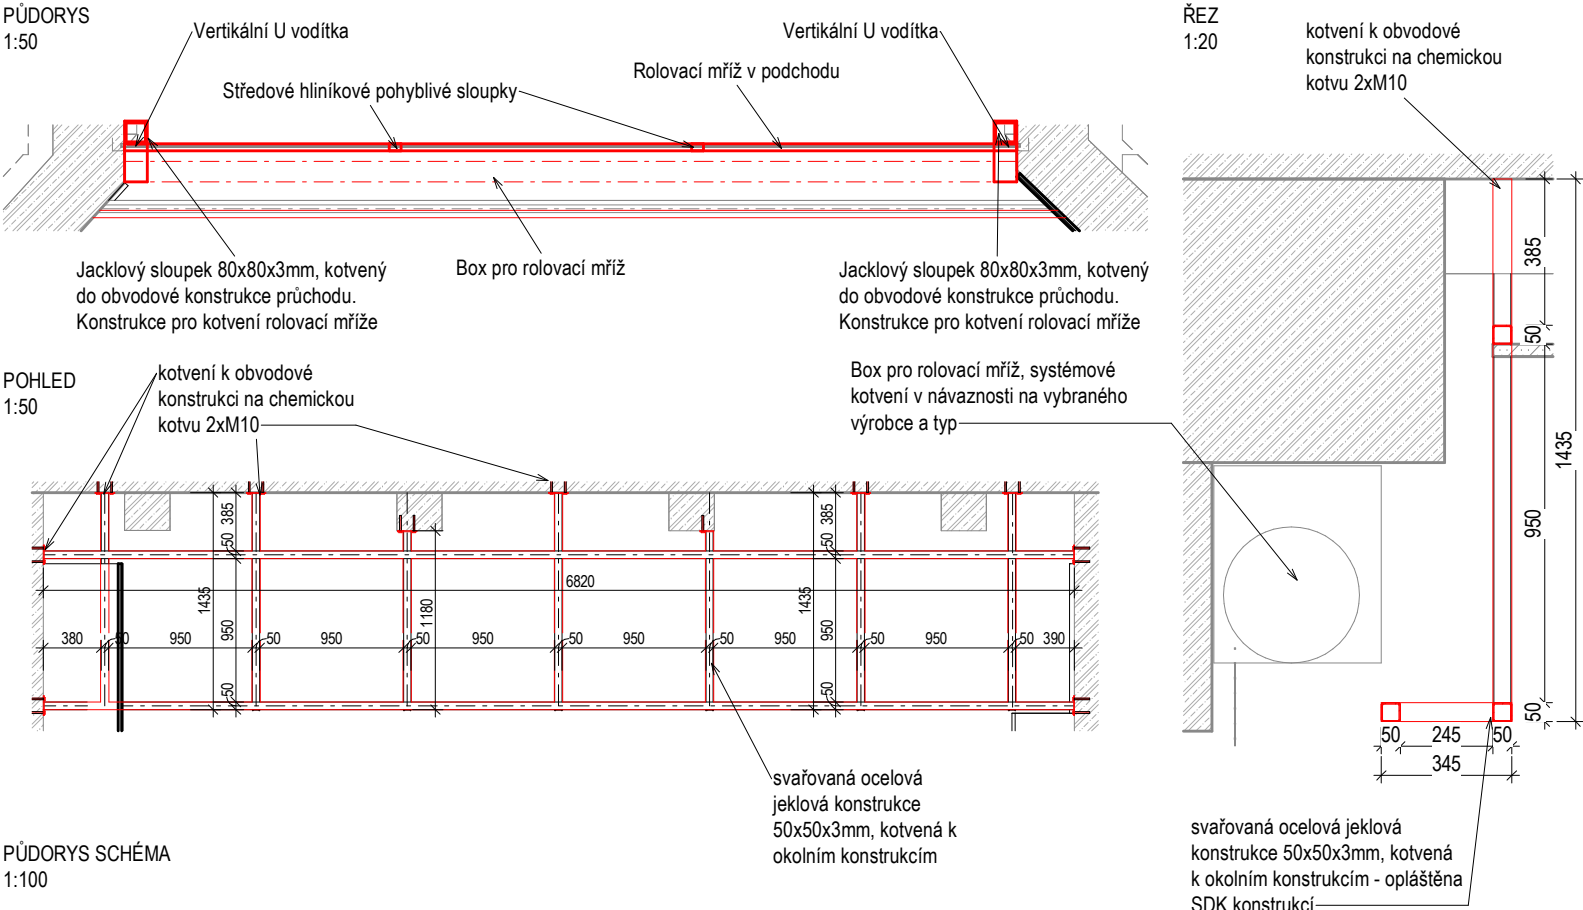 PŮDORYS
1:50
Vertikální U vodítka
Středové hliníkové pohyblivé sloupky
Rolovací mříž v podchodu
Vertikální U vodítka
Jacklový sloupek 80x80x3mm, kotvený
do obvodové konstrukce průchodu.
Konstrukce pro kotvení rolovací mříže
Box pro rolovací mříž
Jacklový sloupek 80x80x3mm, kotvený
do obvodové konstrukce průchodu.
Konstrukce pro kotvení rolovací mříže
ŘEZ
1:20
kotvení k obvodové
konstrukci na chemickou
kotvu 2xM10
385
50
950
1435
50
50 245 50
345
Box pro rolovací mříž, systémové
kotvení v návaznosti na vybraného
výrobce a typ
svařovaná ocelová jeklová
konstrukce 50x50x3mm, kotvená
k okolním konstrukcím - opláštěna
SDK konstrukcí
POHLED
1:50
kotvení k obvodové
konstrukci na chemickou
kotvu 2xM10
385
50
950
50
1435
1180
385
50
950
50
1435
6820
380 50 950 50 950 50 950 50 950 50 950 50 950 50 390
svařovaná ocelová
jeklová konstrukce
50x50x3mm, kotvená k
okolním konstrukcím
PŮDORYS SCHÉMA
1:100